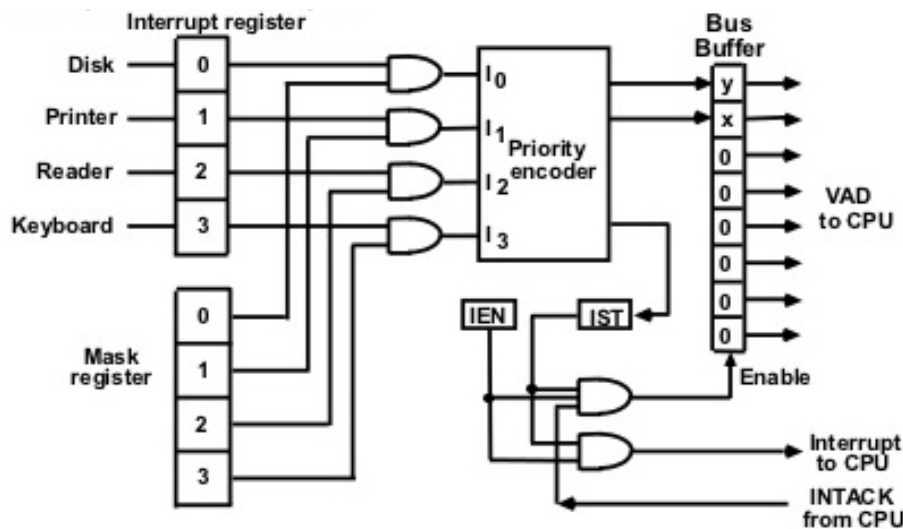 Interrupt register
Disk
0
Printer
1
Reader
2
Keyboard
3
I0
I1
I2
I3
Priority
encoder
Bus
Buffer
y
x
0
0
0
0
0
0
VAD
to CPU
Mask
register
0
1
2
3
IEN
IST
Enable
Interrupt
to CPU
INTACK
from CPU